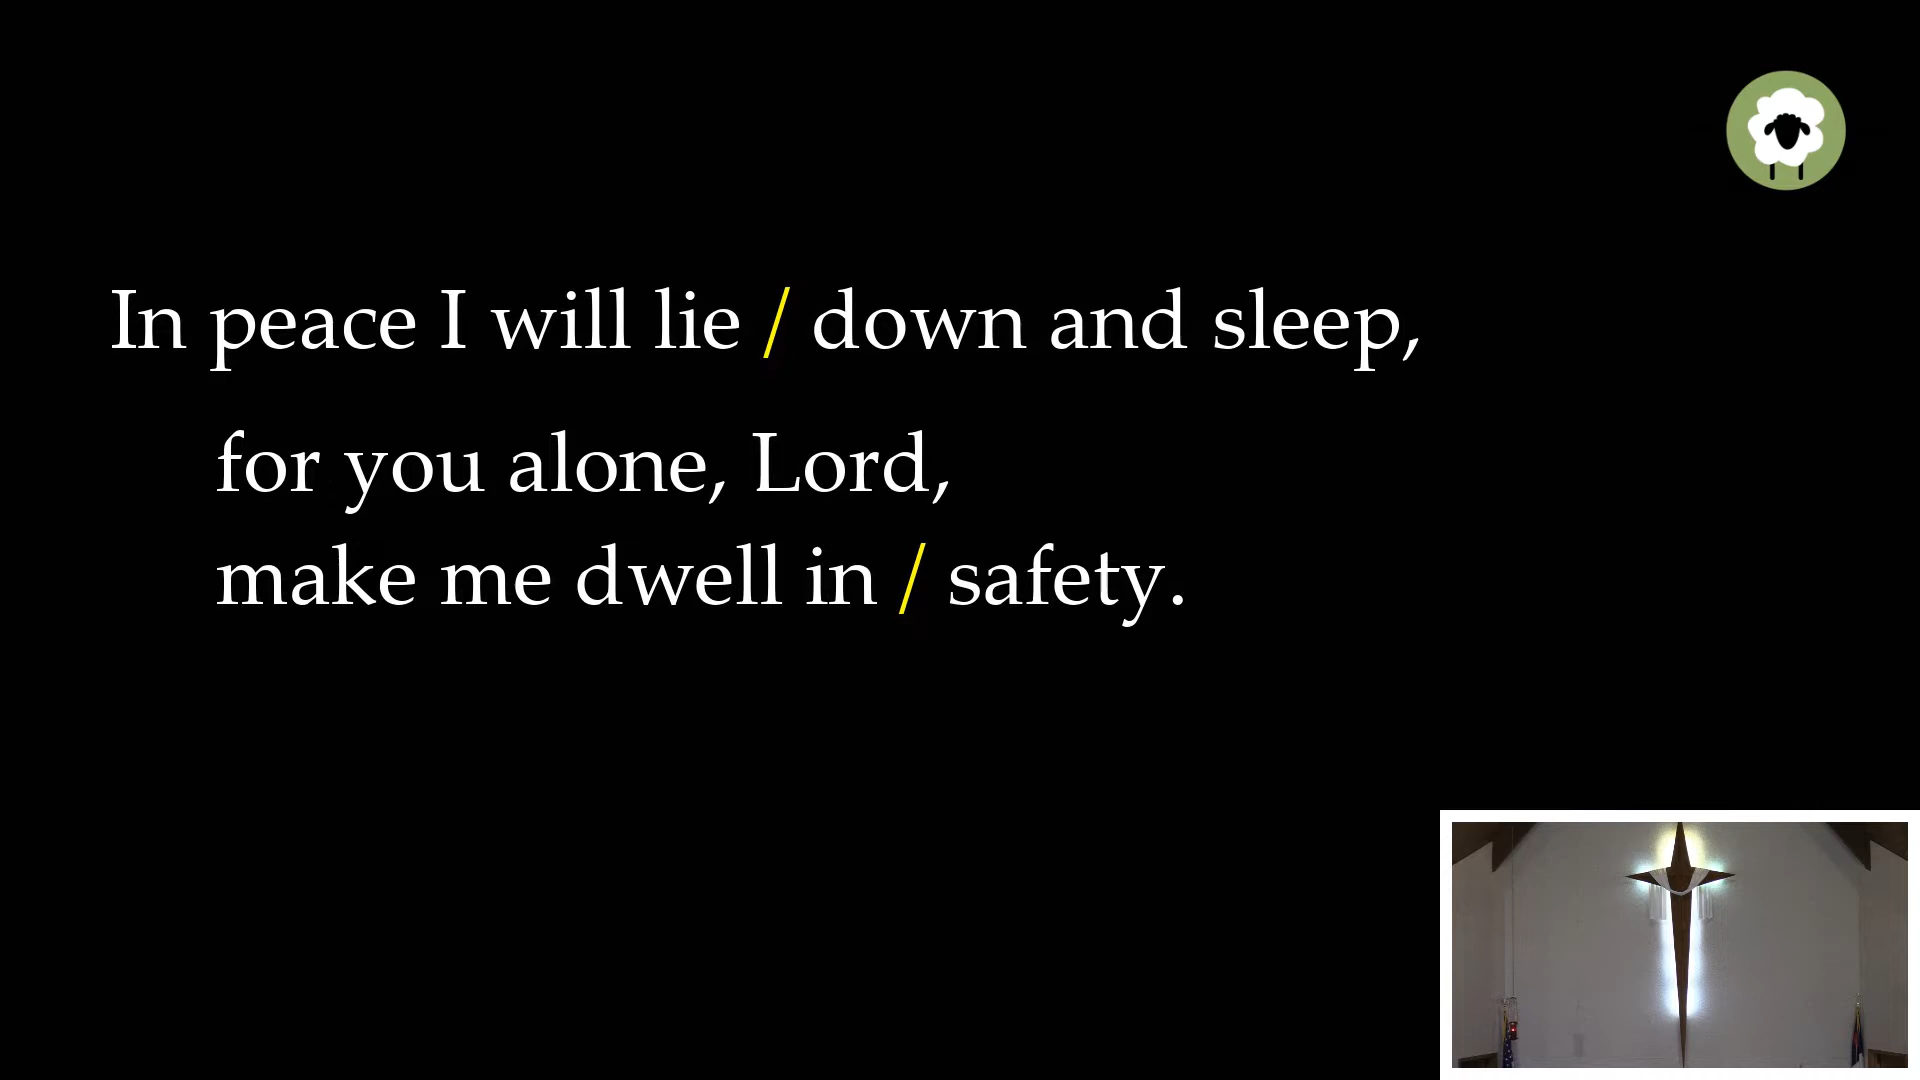 In peace I will lie / down and sleep,
for you alone, Lord,
make me dwell in / safety.